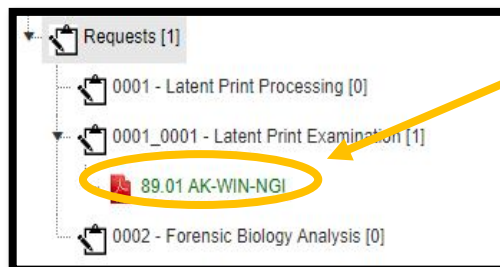 Requests [1]
0001 - Latent Print Processing [0]
0001_0001 - Latent Print Examination [1]
89.01 AK-WIN-NGI
0002 - Forensic Biology Analysis [0]